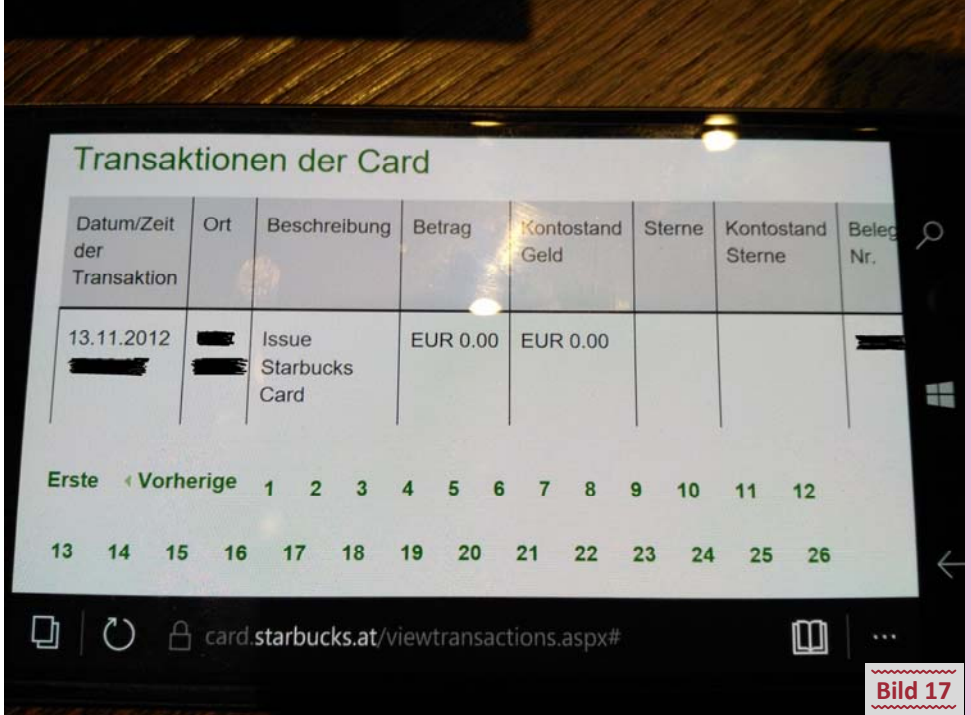 Transaktionen der Card
Datum/Zeit der Transaktion
Ort
Beschreibung
Betrag
Kontostand Geld
Sterne
Kontostand Sterne
Beleg Nr.
13.11.2012
Issue Starbucks Card
EUR 0.00
EUR 0.00
Erste Vorherige 1 2 3 4 5 6 7 8 9 10 11 12
13 14 15 16 17 18 19 20 21 22 23 24 25 26
card.starbucks.at/viewtransactions.aspx#
Bild 17